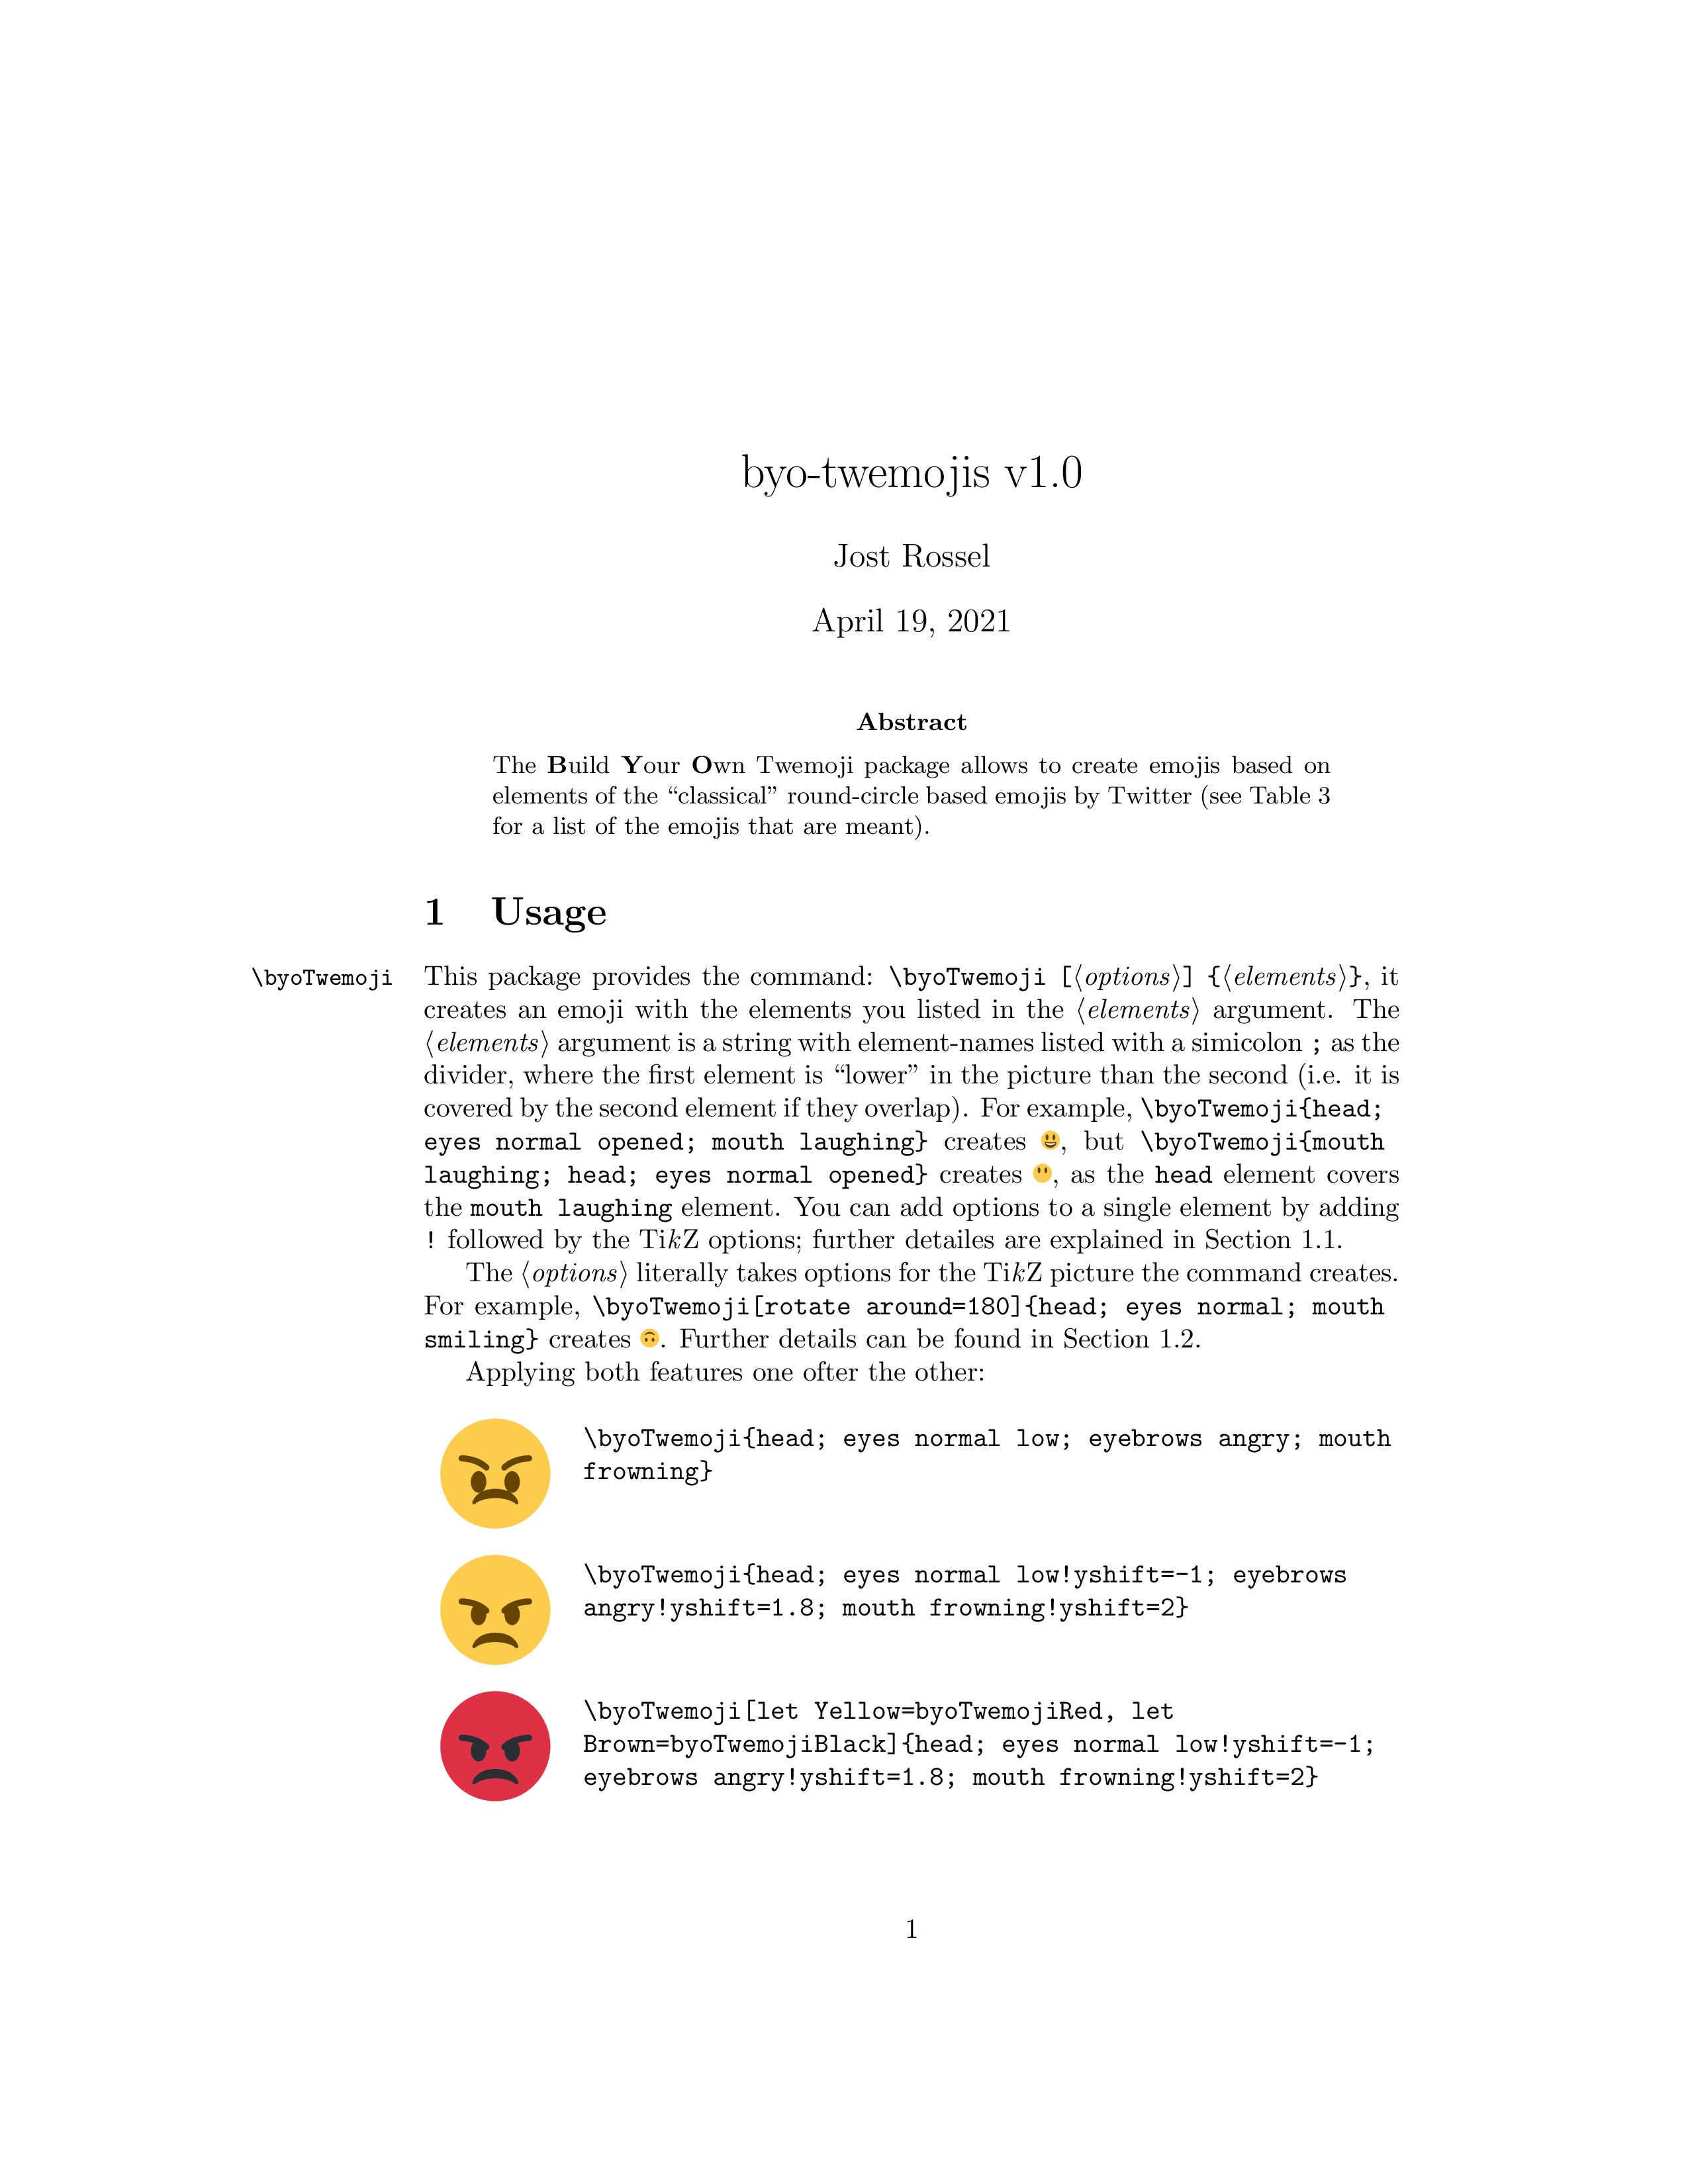 byo-twemojis v1.0
Jost Rossel
April 19, 2021
Abstract
The Build Your Own Twemoji package allows to create emojis based on
elements of the “classical” round-circle based emojis by Twitter (see Table 3
for a list of the emojis that are meant).
1 Usage
\byoTwemoji This package provides the command: \byoTwemoji [⟨options⟩] {⟨elements⟩}, it
creates an emoji with the elements you listed in the ⟨elements⟩ argument. The
⟨elements⟩ argument is a string with element-names listed with a simicolon ; as the
divider, where the first element is “lower” in the picture than the second (i.e. it is
covered by the second element if they overlap). For example, \byoTwemoji{head;
eyes normal opened; mouth laughing} creates 😃, but \byoTwemoji{mouth
laughing; head; eyes normal opened} creates , as the head element covers
the mouth laughing element. You can add options to a single element by adding
! followed by the TikZ options; further detailes are explained in Section 1.1.
The ⟨options⟩ literally takes options for the TikZ picture the command creates.
For example, \byoTwemoji[rotate around=180]{head; eyes normal; mouth
smiling} creates 🙃. Further details can be found in Section 1.2.
Applying both features one ofter the other:
\byoTwemoji{head; eyes normal low; eyebrows angry; mouth
frowning}
\byoTwemoji{head; eyes normal low!yshift=-1; eyebrows
angry!yshift=1.8; mouth frowning!yshift=2}
\byoTwemoji[let Yellow=byoTwemojiRed, let
Brown=byoTwemojiBlack]{head; eyes normal low!yshift=-1;
eyebrows angry!yshift=1.8; mouth frowning!yshift=2}
1